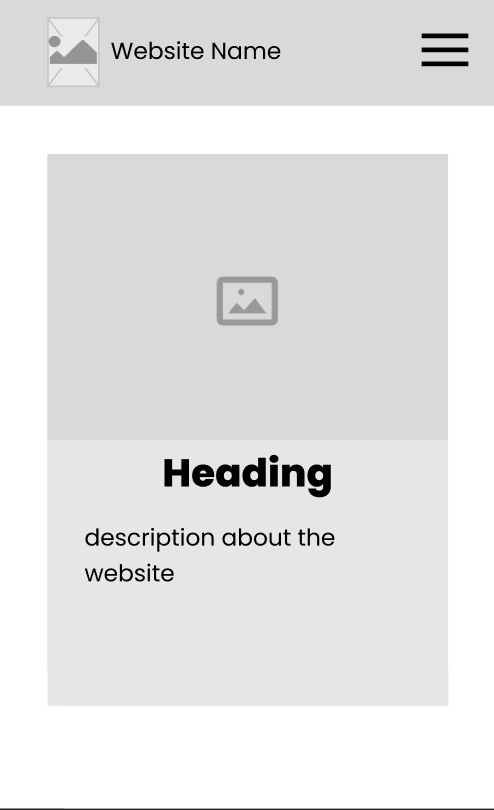 Website Name
Heading
description about the
website